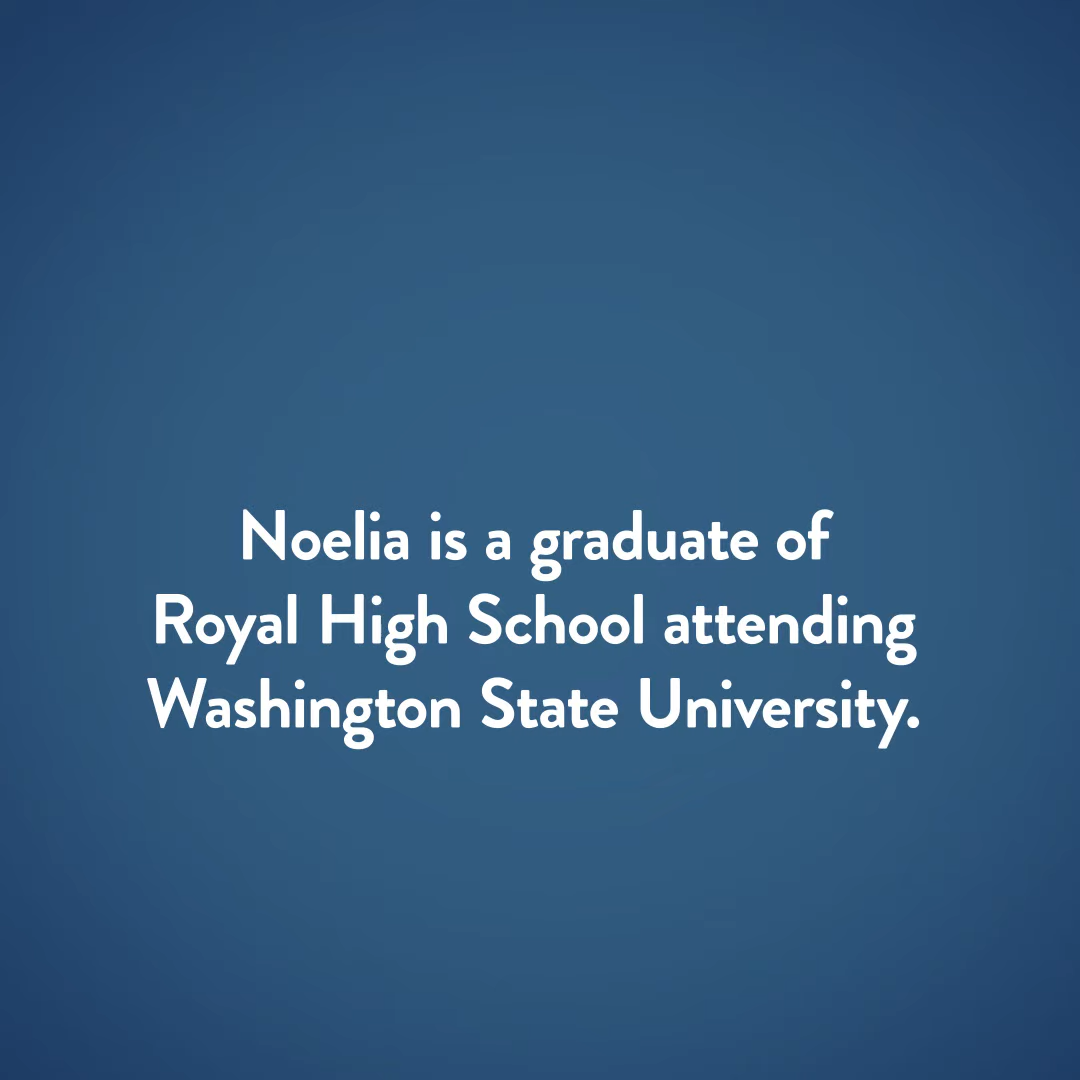 Noelia is a graduate of
Royal High School attending
Washington State University.